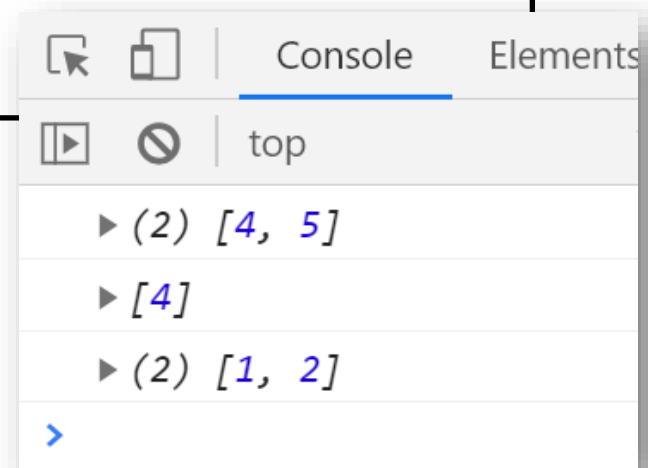 Console Elements
top
(2) [4, 5]
[4]
(2) [1, 2]